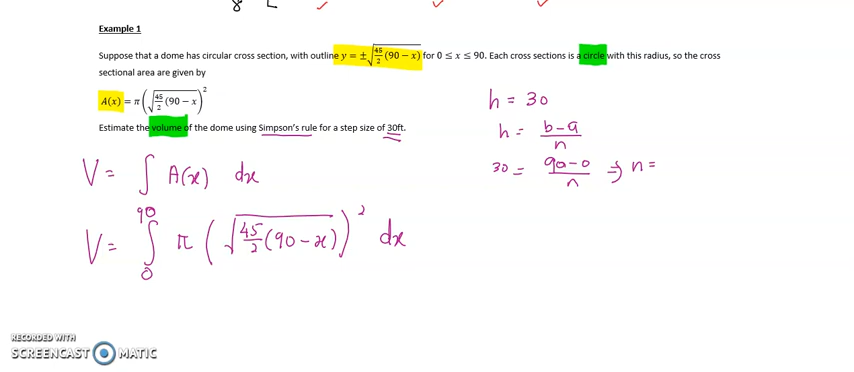 Example 1
Suppose that a dome has circular cross section, with outline y = ±√(45/2 (90 − x)) for 0 ≤ x ≤ 90. Each cross sections is a circle with this radius, so the cross
sectional area are given by
A(x) = π(√(45/2 (90 − x)))²
Estimate the volume of the dome using Simpson's rule for a step size of 30ft.
V = ∫ A(x) dx
V = ∫₀⁹⁰ π (√(45/2 (90 − x)))² dx
h = 30
h = (b − a)/n
30 = (90 − 0)/n ⇒ n =
RECORDED WITH
SCREENCAST MATIC